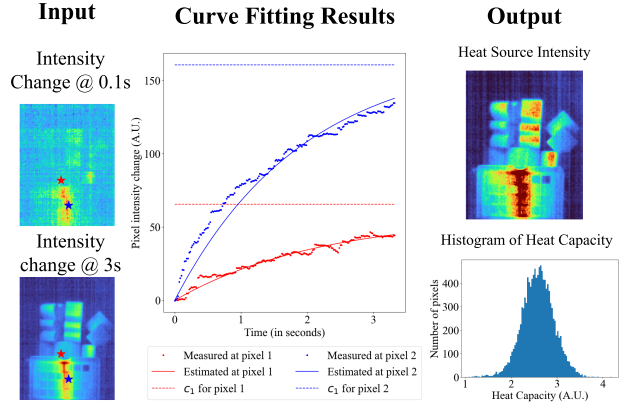 Input
Curve Fitting Results
Output
Intensity
Change @ 0.1s
Intensity
change @ 3s
Pixel intensity change (A.U.)
150
100
50
0
0
1
2
3
Time (in seconds)
Measured at pixel 1
Estimated at pixel 1
c₁ for pixel 1
Measured at pixel 2
Estimated at pixel 2
c₁ for pixel 2
Heat Source Intensity
Histogram of Heat Capacity
Number of pixels
400
300
200
100
0
1
2
3
4
Heat Capacity (A.U.)